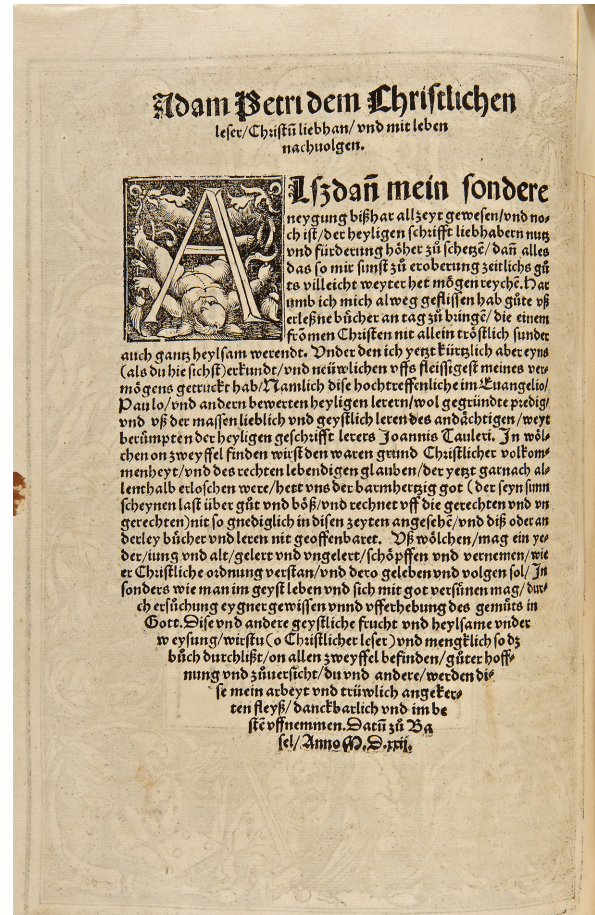 Adam Petri dem Christlichen
leser/Christū liebhan/vnd mit leben
nachuolgen.
ALszdañ mein sondere
neygung bißhar allzeyt gewesen/vnd no⸗
ch ist/der heyligen schrifft liebhabern nutz
vnd fürderung höher zů schetzē/dañ alles
das so mir sunst zů eroberung zeitlichs gů
ts villeicht weyter het mögen reychē. Har
umb ich mich alweg geflissen hab gůte vß
erleßne bůcher an tag zů bringē/die einem
frōmen Christen nit allein tröstlich sunder
auch gantz heylsam werendt. Vnder den ich yetzt kürtzlich aber eyns
(als du hie sichst)erkundt/vnd neüwlichen vffs fleissigest meines ver⸗
mögens getruckt hab/Namlich dise hochtreffenliche im Euangelio/
Paulo/vnd andern bewerten heyligen lerern/wol gegründte predig/
vnd vß der massen lieblich vnd geystlich leren des andächtigen/weyt
berümpten der heyligen geschrifft lerers Joannis Tauleri. In wöl⸗
chen on zweyffel finden wirst den waren grund Christlicher volkom⸗
menheyt/vnd des rechten lebendigen glauben/der yetzt garnach al⸗
lenthalb erloschen were/hett vns der barmhertzig got (der seyn sunn
scheynen last über gůt vnd böß/vnd rechnet vff die gerechten vnd vn
gerechten)nit so gnediglich in disen zeyten angesehē/vnd diß oder an
derley bůcher vnd leren nit geoffenbaret. Vß wölchen/mag ein ye⸗
der/iung vnd alt/gelert vnd vngelert/schöpffen vnd vernemen/wie
er Christliche ordnung verstan/vnd dero geleben vnd volgen sol/In
sonders wie man im geyst leben vnd sich mit got versünen mag/dur⸗
ch ersůchung eygner gewissen vnnd vfferhebung des gemůts in
Gott. Dise vnd andere geystliche frucht vnd heylsame vnder
weysung/wirstu (o Christlicher leser) vnd mengklich so dz
bůch durchlißt/on allen zweyffel befinden/gůter hoff⸗
nung vnd zůuersicht/du vnd andere/werden di⸗
se mein arbeyt vnd trüwlich angeker⸗
ten fleyß/danckbarlich vnd im be
stē vffnemmen. Datū zů Ba
sel/Anno M.D.xxij.